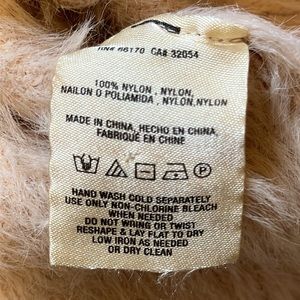 RN# 66170 CA# 32054
100% NYLON , NYLON,
NAILON O POLIAMIDA , NYLON,NYLON
MADE IN CHINA, HECHO EN CHINA,
FABRIQUÉ EN CHINE
P
HAND WASH COLD SEPARATELY
USE ONLY NON-CHLORINE BLEACH
WHEN NEEDED
DO NOT WRING OR TWIST
RESHAPE & LAY FLAT TO DRY
LOW IRON AS NEEDED
OR DRY CLEAN